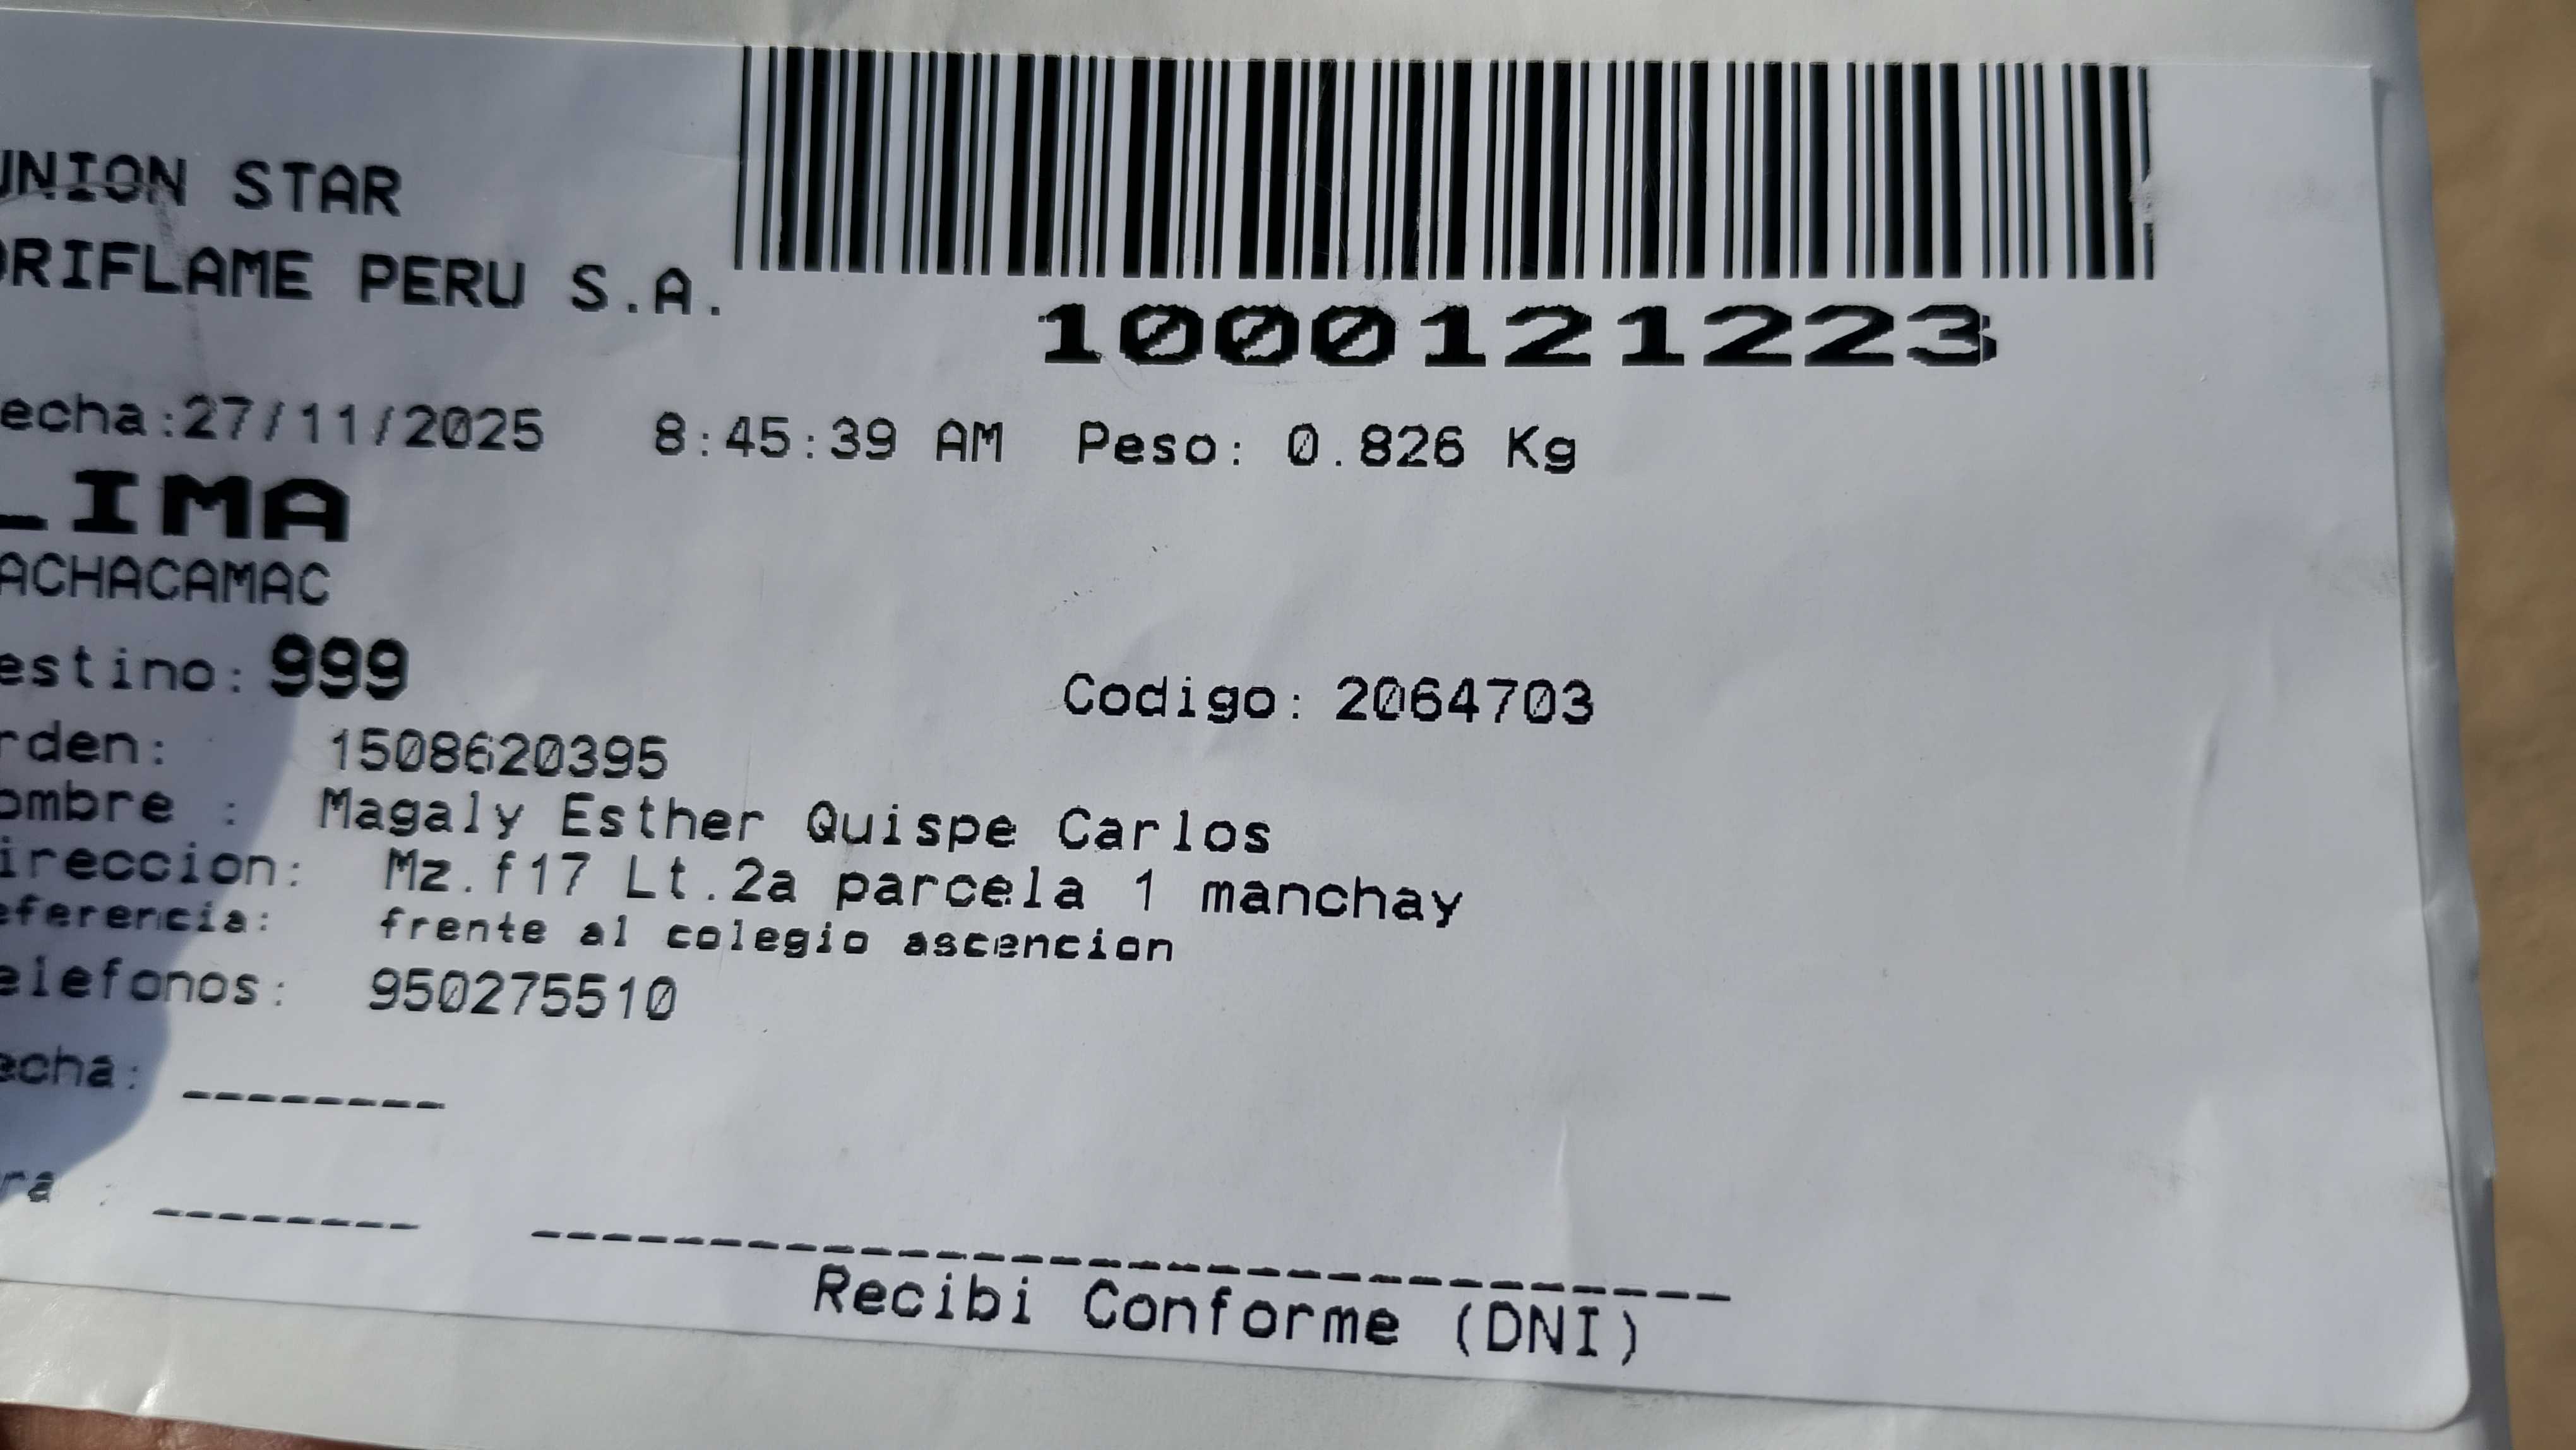 UNION STAR
ORIFLAME PERU S.A.
1000121223
echa:27/11/2025 8:45:39 AM Peso: 0.826 Kg
LIMA
ACHACAMAC
estino: 999
Codigo: 2064703
rden: 1508620395
ombre : Magaly Esther Quispe Carlos
ireccion: Mz.f17 Lt.2a parcela 1 manchay
eferencia: frente al colegio ascencion
elefonos: 950275510
echa: --------
ra : --------
Recibi Conforme (DNI)